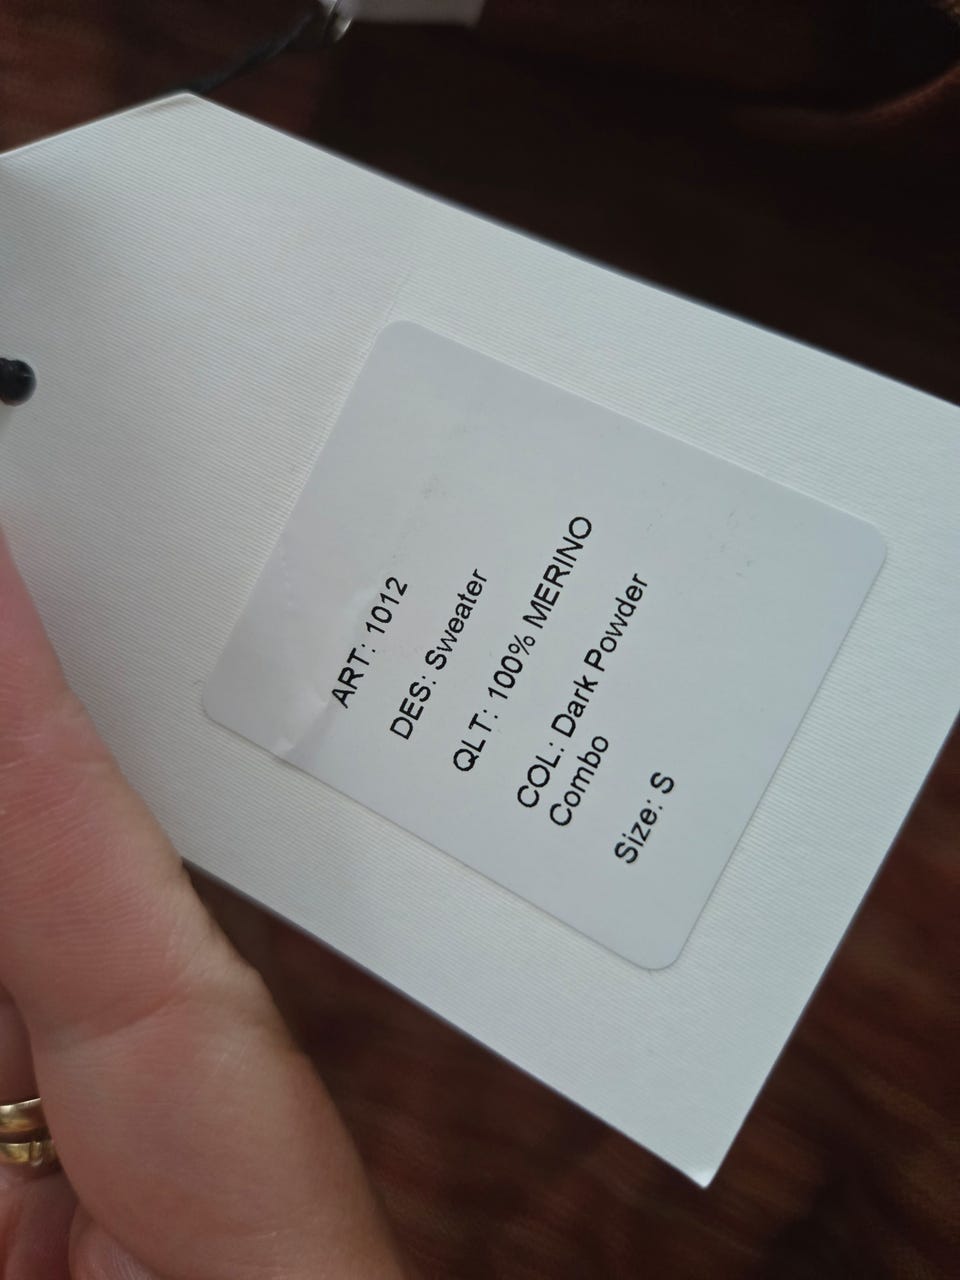 ART: 1012
DES: Sweater
QLT: 100% MERINO
COL: Dark Powder
Combo
Size: S